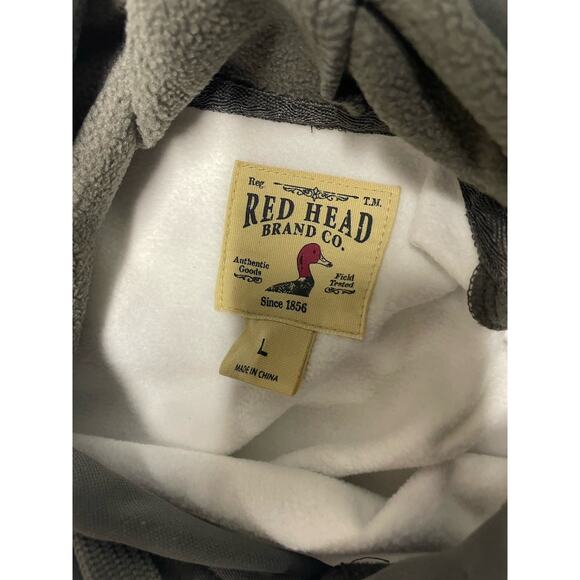 Reg. T.M.
RED HEAD
BRAND CO.
Authentic Goods
Field Tested
Since 1856
L
MADE IN CHINA